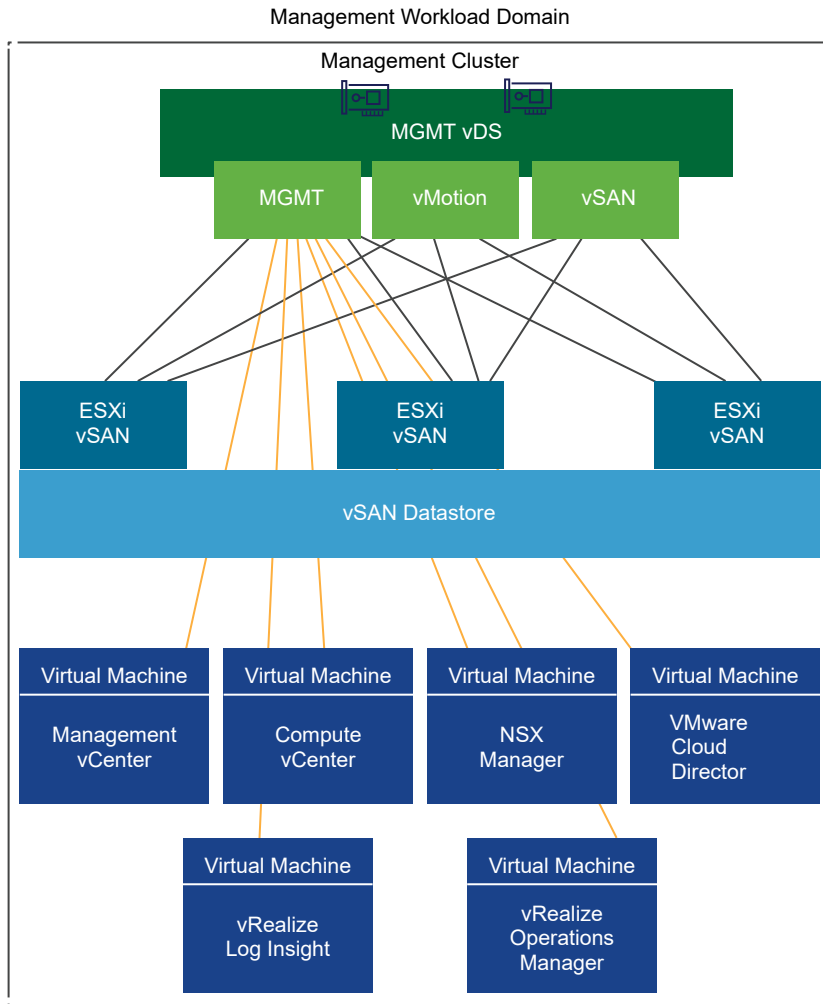 Management Workload Domain
Management Cluster
MGMT vDS
MGMT
vMotion
vSAN
ESXi
vSAN
ESXi
vSAN
ESXi
vSAN
vSAN Datastore
Virtual Machine
Management
vCenter
Virtual Machine
Compute
vCenter
Virtual Machine
NSX
Manager
Virtual Machine
VMware
Cloud
Director
Virtual Machine
vRealize
Log Insight
Virtual Machine
vRealize
Operations
Manager